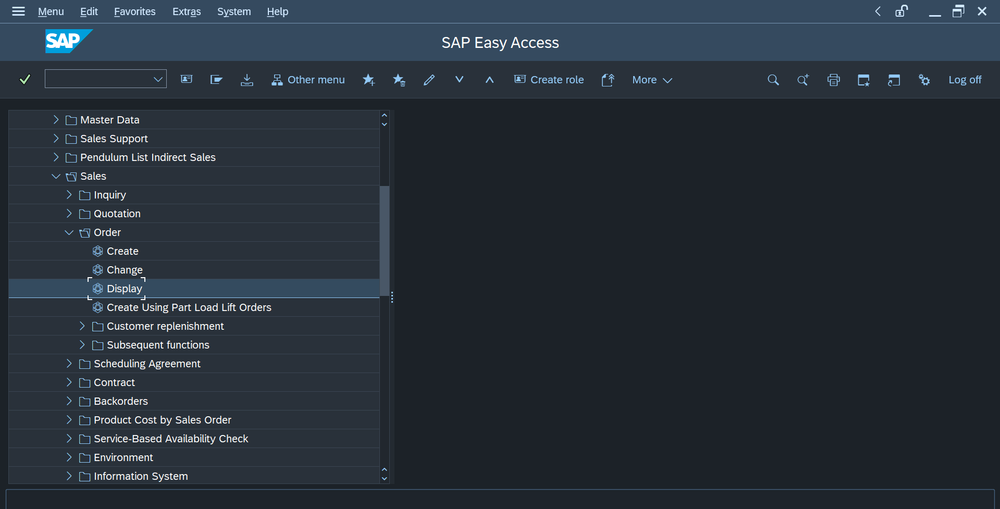 Menu Edit Favorites Extras System Help
SAP
SAP Easy Access
Other menu Create role More Log off
Master Data
Sales Support
Pendulum List Indirect Sales
Sales
Inquiry
Quotation
Order
Create
Change
Display
Create Using Part Load Lift Orders
Customer replenishment
Subsequent functions
Scheduling Agreement
Contract
Backorders
Product Cost by Sales Order
Service-Based Availability Check
Environment
Information System